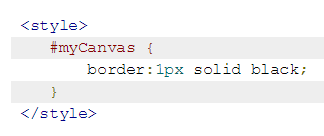 <style>
#myCanvas {
border:1px solid black;
}
</style>